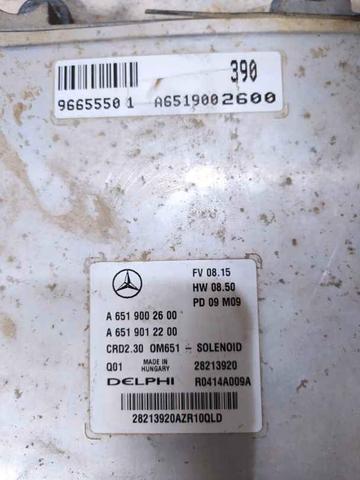 390
9665550 1 A6519002600
FV 08.15
HW 08.50
PD 09 M09
A 651 900 26 00
A 651 901 22 00
CRD2.30 OM651 - SOLENOID
Q01 MADE IN HUNGARY 28213920
DELPHI R0414A009A
28213920AZR10QLD